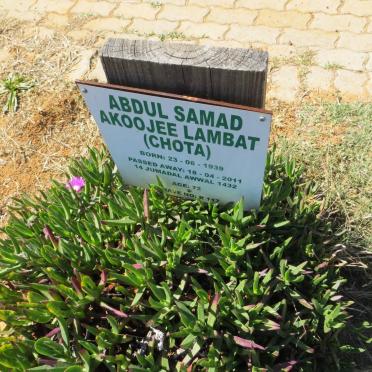 ABDUL SAMAD
AKOOJEE LAMBAT
(CHOTA)
BORN: 23 - 06 - 1939
PASSED AWAY: 18 - 04 - 2011
14 JUMADAL AWWAL 1432
AGE: 72